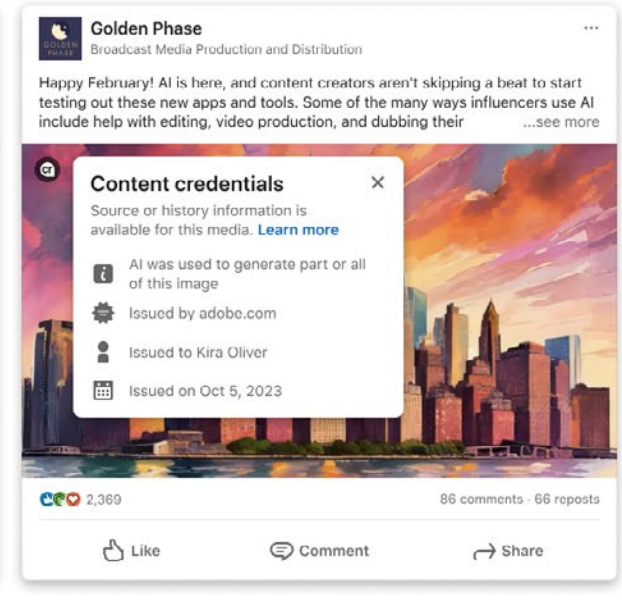 GOLDEN
PHASE
Golden Phase
Broadcast Media Production and Distribution
Happy February! AI is here, and content creators aren't skipping a beat to start
testing out these new apps and tools. Some of the many ways influencers use AI
include help with editing, video production, and dubbing their ...see more
cr
Content credentials
Source or history information is
available for this media. Learn more
AI was used to generate part or all
of this image
Issued by adobe.com
Issued to Kira Oliver
Issued on Oct 5, 2023
2,369 86 comments · 66 reposts
Like Comment Share